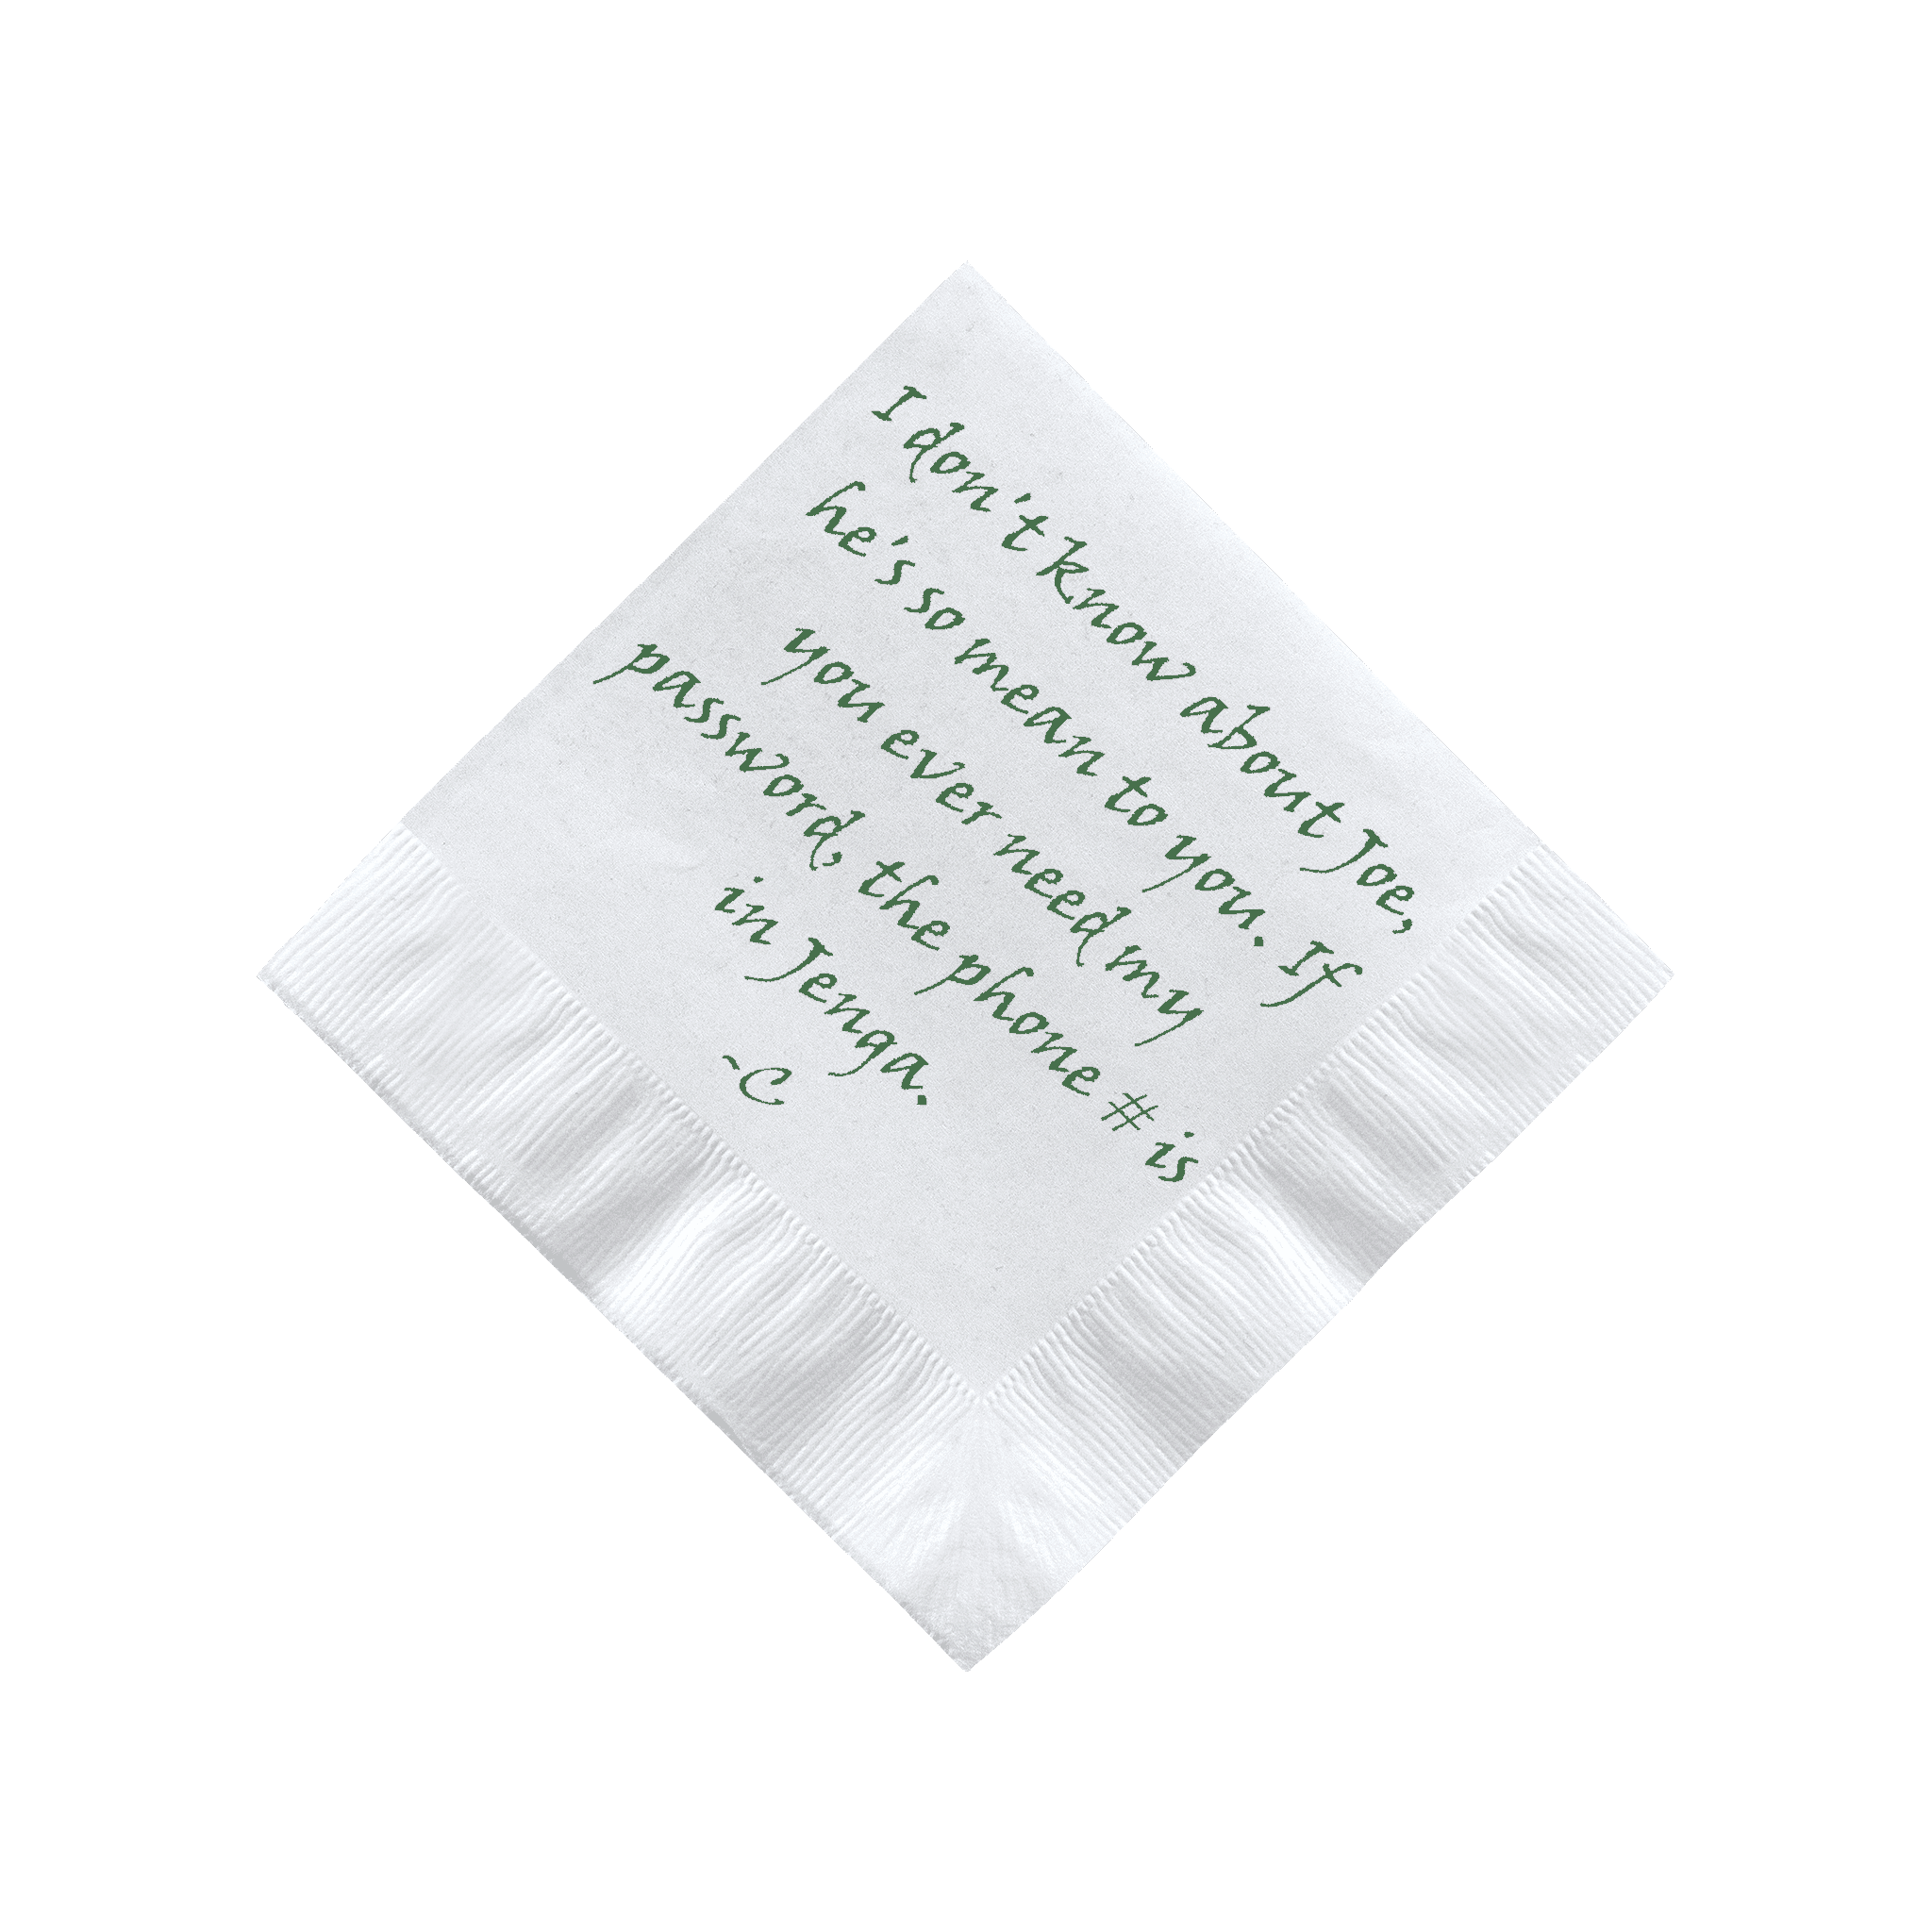 I don't know about Joe,
he's so mean to you. If
you ever need my
password, the phone # is
in Jenga.
-C